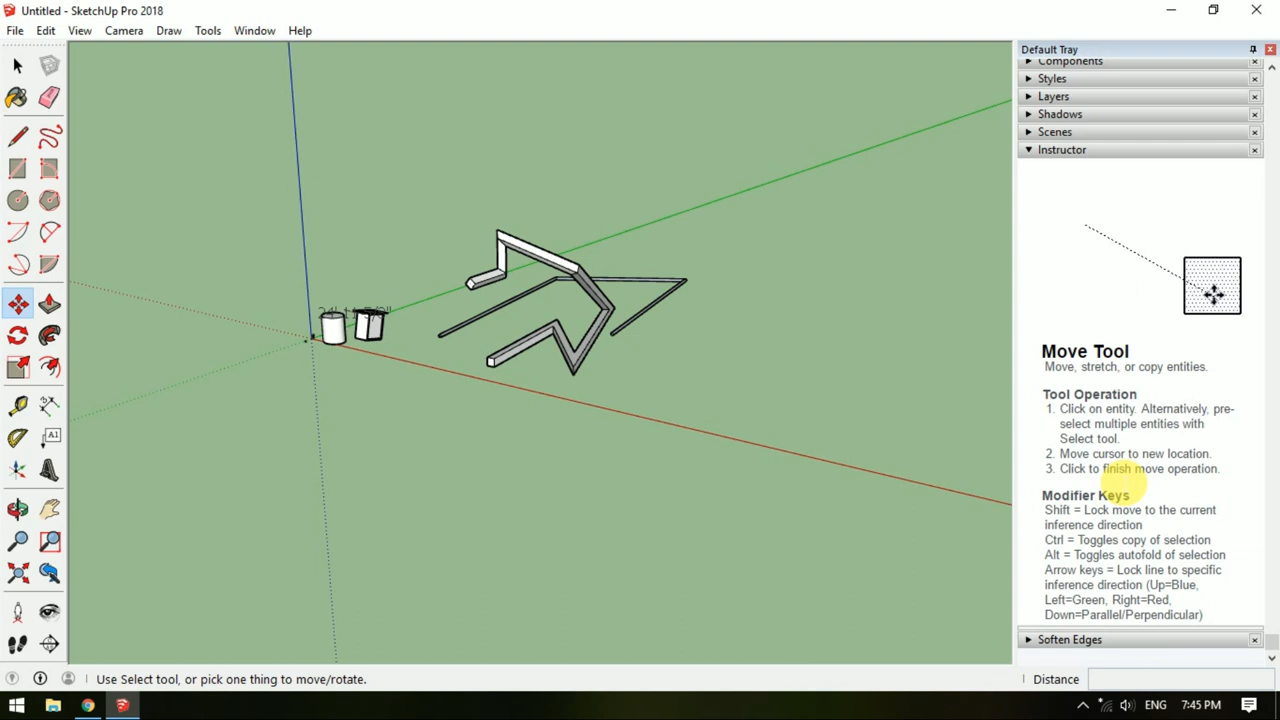 Untitled - SketchUp Pro 2018
File Edit View Camera Draw Tools Window Help
Default Tray
Components
Styles
Layers
Shadows
Scenes
Instructor
Move Tool
Move, stretch, or copy entities.
Tool Operation
1. Click on entity. Alternatively, pre-
select multiple entities with
Select tool.
2. Move cursor to new location.
3. Click to finish move operation.
Modifier Keys
Shift = Lock move to the current
inference direction
Ctrl = Toggles copy of selection
Alt = Toggles autofold of selection
Arrow keys = Lock line to specific
inference direction (Up=Blue,
Left=Green, Right=Red,
Down=Parallel/Perpendicular)
Soften Edges
A1
Use Select tool, or pick one thing to move/rotate.
Distance
ENG 7:45 PM